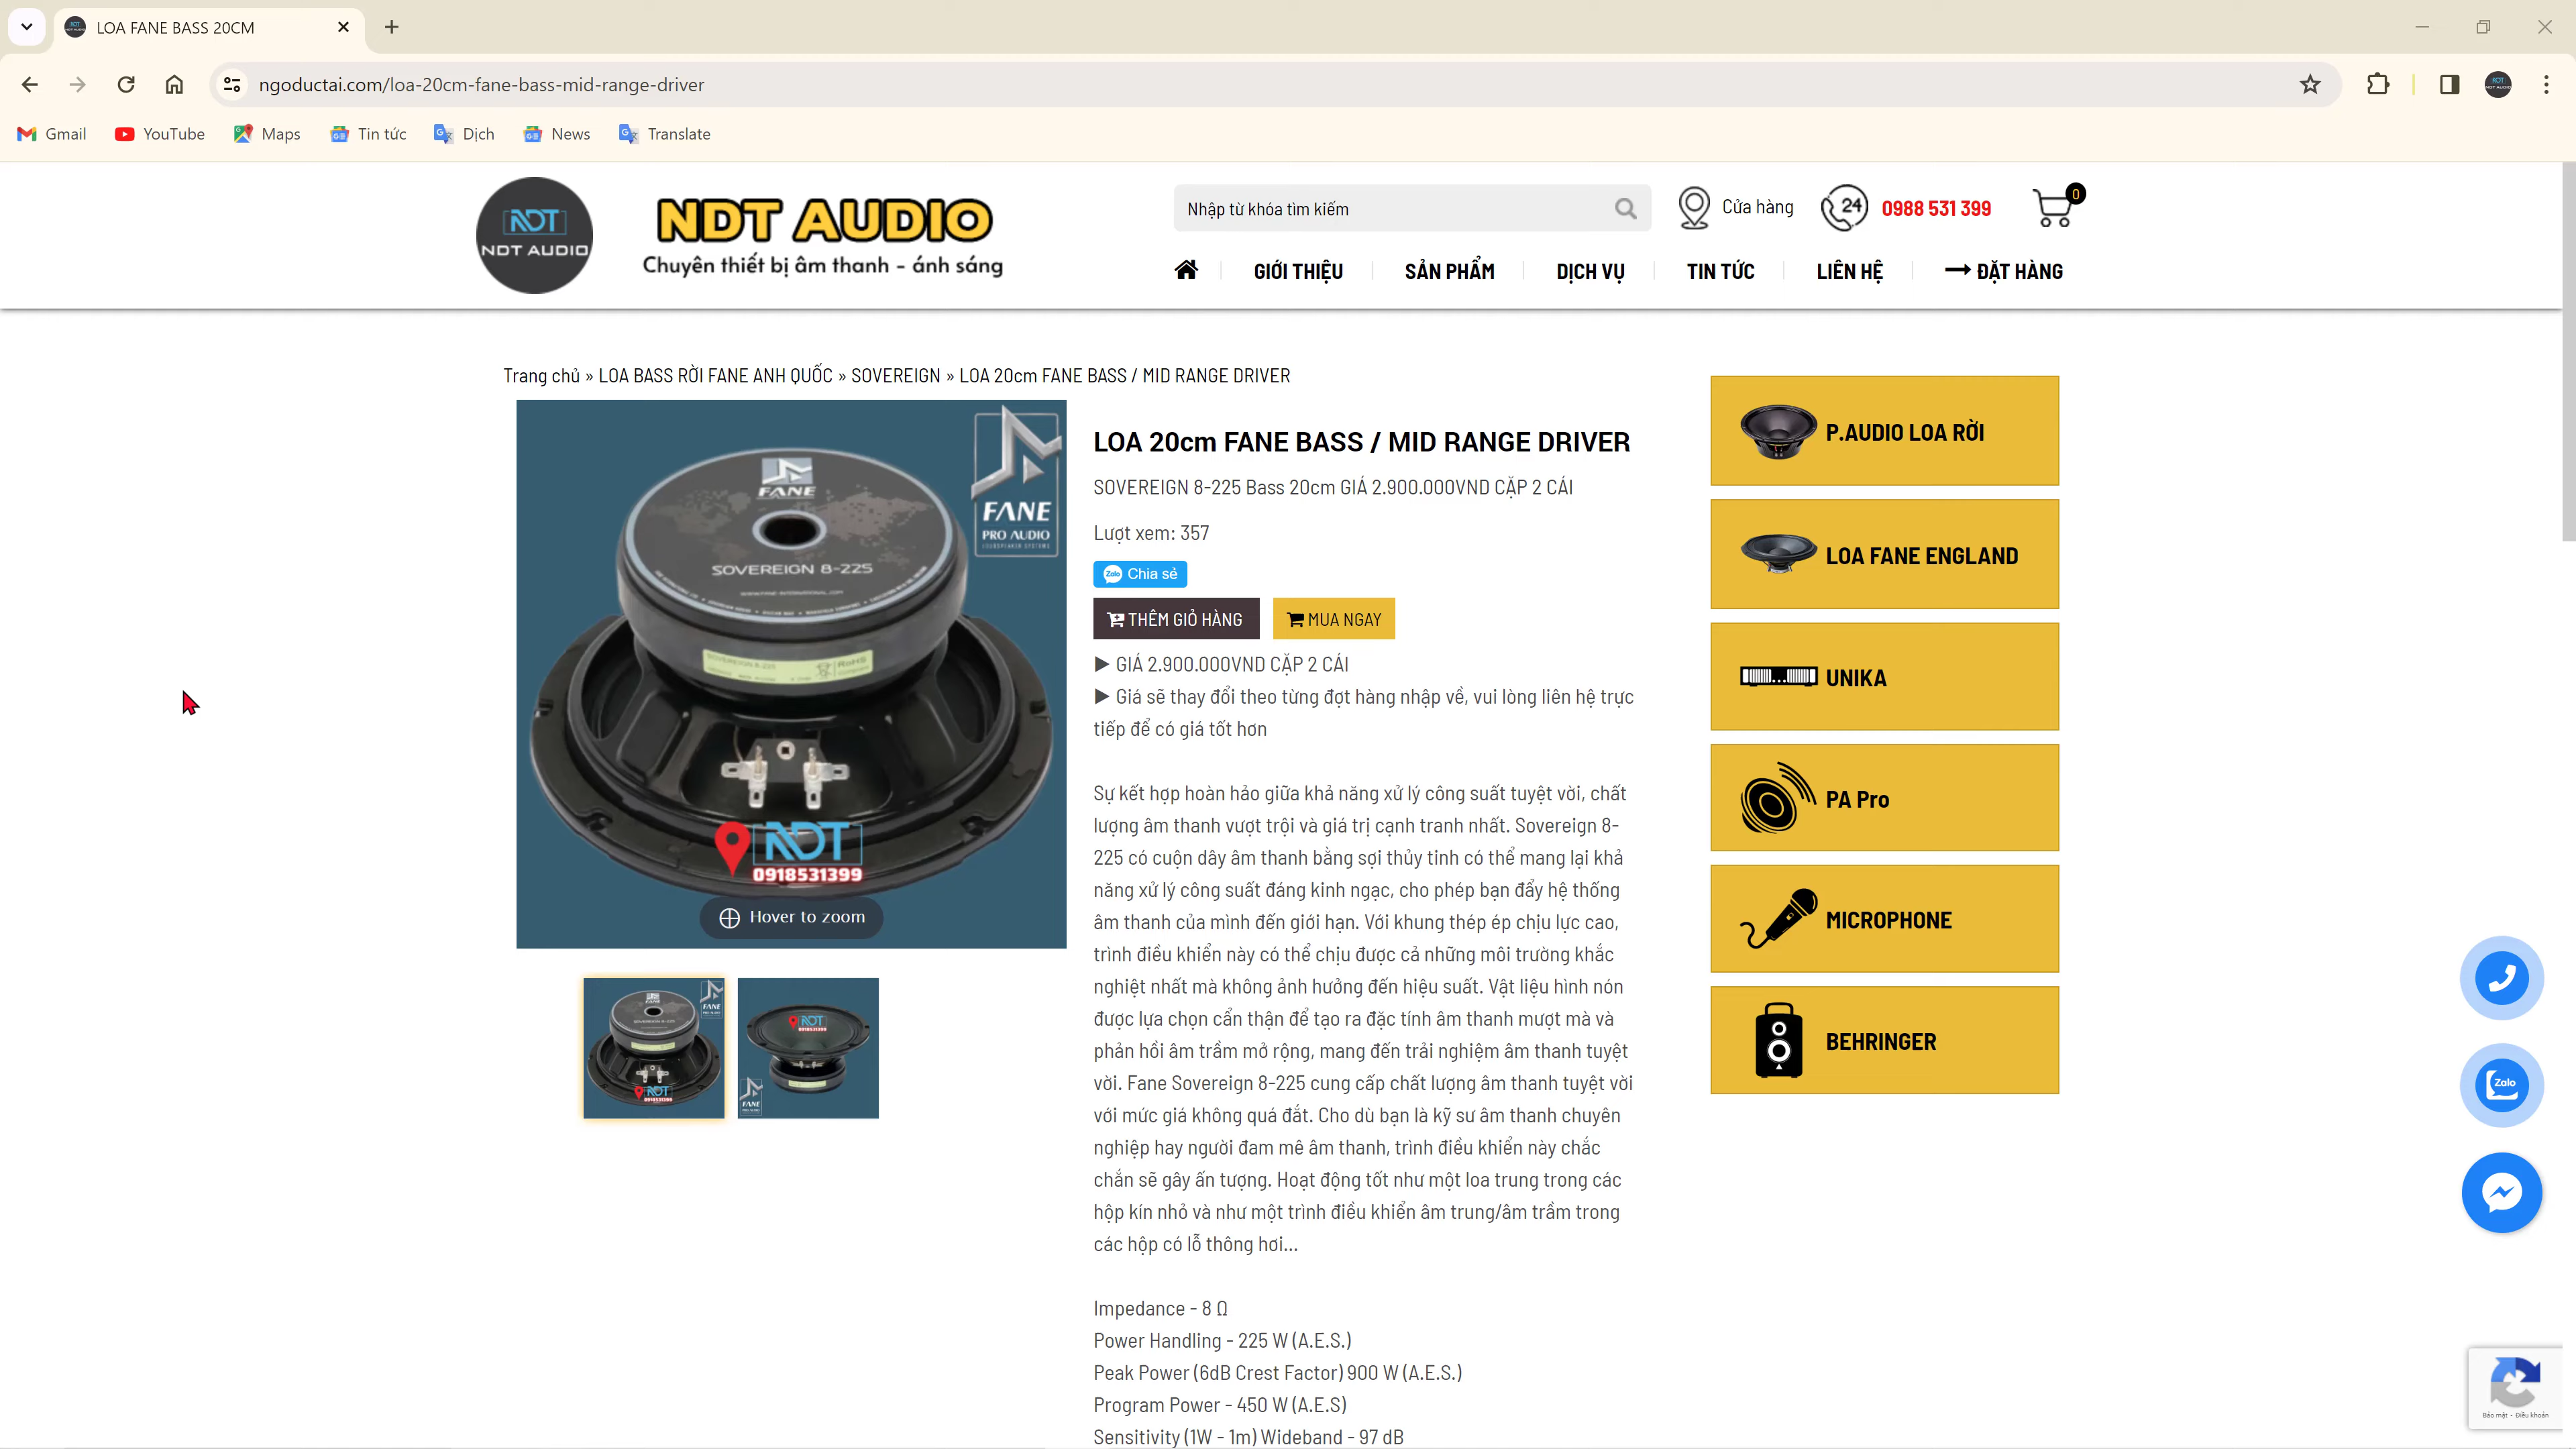 LOA FANE BASS 20CM
ngoductai.com/loa-20cm-fane-bass-mid-range-driver
Gmail
YouTube
Maps
Tin tức
Dịch
News
Translate
NDT
NDT AUDIO
NDT AUDIO
Chuyên thiết bị âm thanh - ánh sáng
Nhập từ khóa tìm kiếm
Cửa hàng
24
0988 531 399
0
GIỚI THIỆU
SẢN PHẨM
DỊCH VỤ
TIN TỨC
LIÊN HỆ
ĐẶT HÀNG
Trang chủ » LOA BASS RỜI FANE ANH QUỐC » SOVEREIGN » LOA 20cm FANE BASS / MID RANGE DRIVER
FANE
SOVEREIGN 8-225
FANE
PRO AUDIO
LOUDSPEAKER SYSTEMS
SOVEREIGN 8-225
RoHS
NDT
0918531399
Hover to zoom
LOA 20cm FANE BASS / MID RANGE DRIVER
SOVEREIGN 8-225 Bass 20cm GIÁ 2.900.000VND CẶP 2 CÁI
Lượt xem: 357
Zalo Chia sẻ
THÊM GIỎ HÀNG
MUA NGAY
► GIÁ 2.900.000VND CẶP 2 CÁI
► Giá sẽ thay đổi theo từng đợt hàng nhập về, vui lòng liên hệ trực
tiếp để có giá tốt hơn
Sự kết hợp hoàn hảo giữa khả năng xử lý công suất tuyệt vời, chất
lượng âm thanh vượt trội và giá trị cạnh tranh nhất. Sovereign 8-
225 có cuộn dây âm thanh bằng sợi thủy tinh có thể mang lại khả
năng xử lý công suất đáng kinh ngạc, cho phép bạn đẩy hệ thống
âm thanh của mình đến giới hạn. Với khung thép ép chịu lực cao,
trình điều khiển này có thể chịu được cả những môi trường khắc
nghiệt nhất mà không ảnh hưởng đến hiệu suất. Vật liệu hình nón
được lựa chọn cẩn thận để tạo ra đặc tính âm thanh mượt mà và
phản hồi âm trầm mở rộng, mang đến trải nghiệm âm thanh tuyệt
vời. Fane Sovereign 8-225 cung cấp chất lượng âm thanh tuyệt vời
với mức giá không quá đắt. Cho dù bạn là kỹ sư âm thanh chuyên
nghiệp hay người đam mê âm thanh, trình điều khiển này chắc
chắn sẽ gây ấn tượng. Hoạt động tốt như một loa trung trong các
hộp kín nhỏ và như một trình điều khiển âm trung/âm trầm trong
các hộp có lỗ thông hơi...
Impedance - 8 Ω
Power Handling - 225 W (A.E.S.)
Peak Power (6dB Crest Factor) 900 W (A.E.S.)
Program Power - 450 W (A.E.S)
Sensitivity (1W - 1m) Wideband - 97 dB
P.AUDIO LOA RỜI
LOA FANE ENGLAND
UNIKA
PA Pro
MICROPHONE
BEHRINGER
Zalo
Bảo mật - Điều khoản